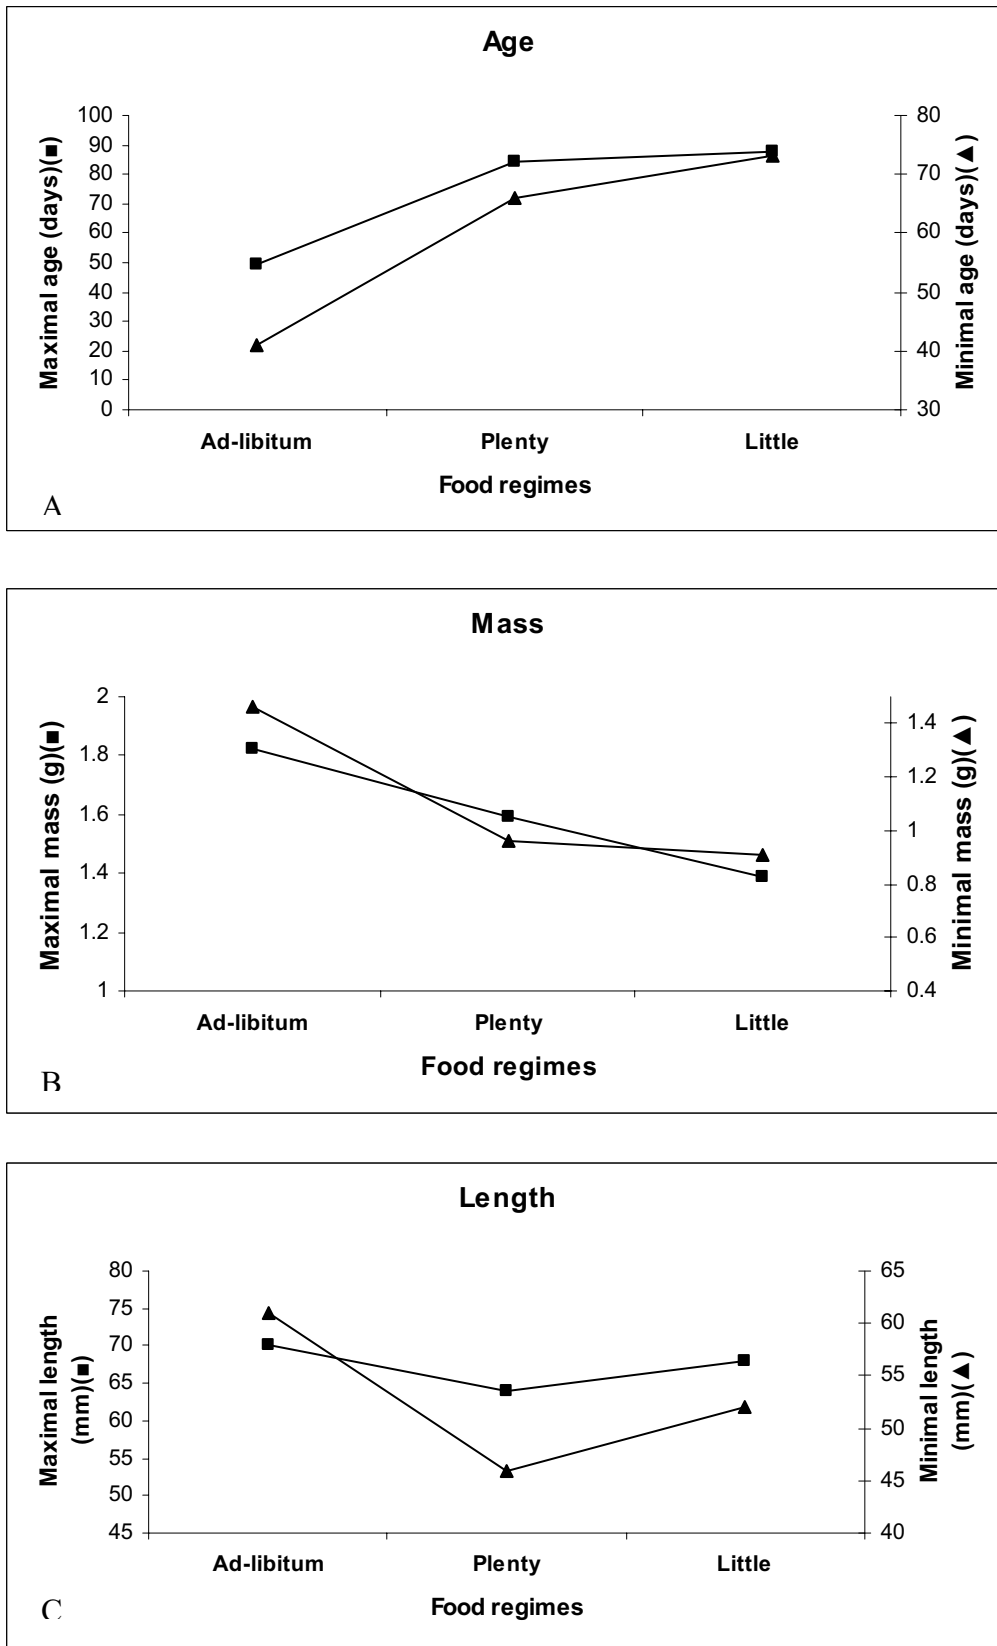 Age
Maximal age (days)(■)
100
90
80
70
60
50
40
30
20
10
0
80
70
60
50
40
30
Minimal age (days)(▲)
Ad-libitum Plenty Little
Food regimes
A
Mass
Maximal mass (g)(■)
2
1.8
1.6
1.4
1.2
1
1.4
1.2
1
0.8
0.6
0.4
Minimal mass (g)(▲)
Ad-libitum Plenty Little
Food regimes
B
Length
Maximal length
(mm)(■)
80
75
70
65
60
55
50
45
65
60
55
50
45
40
Minimal length
(mm)(▲)
Ad-libitum Plenty Little
Food regimes
C